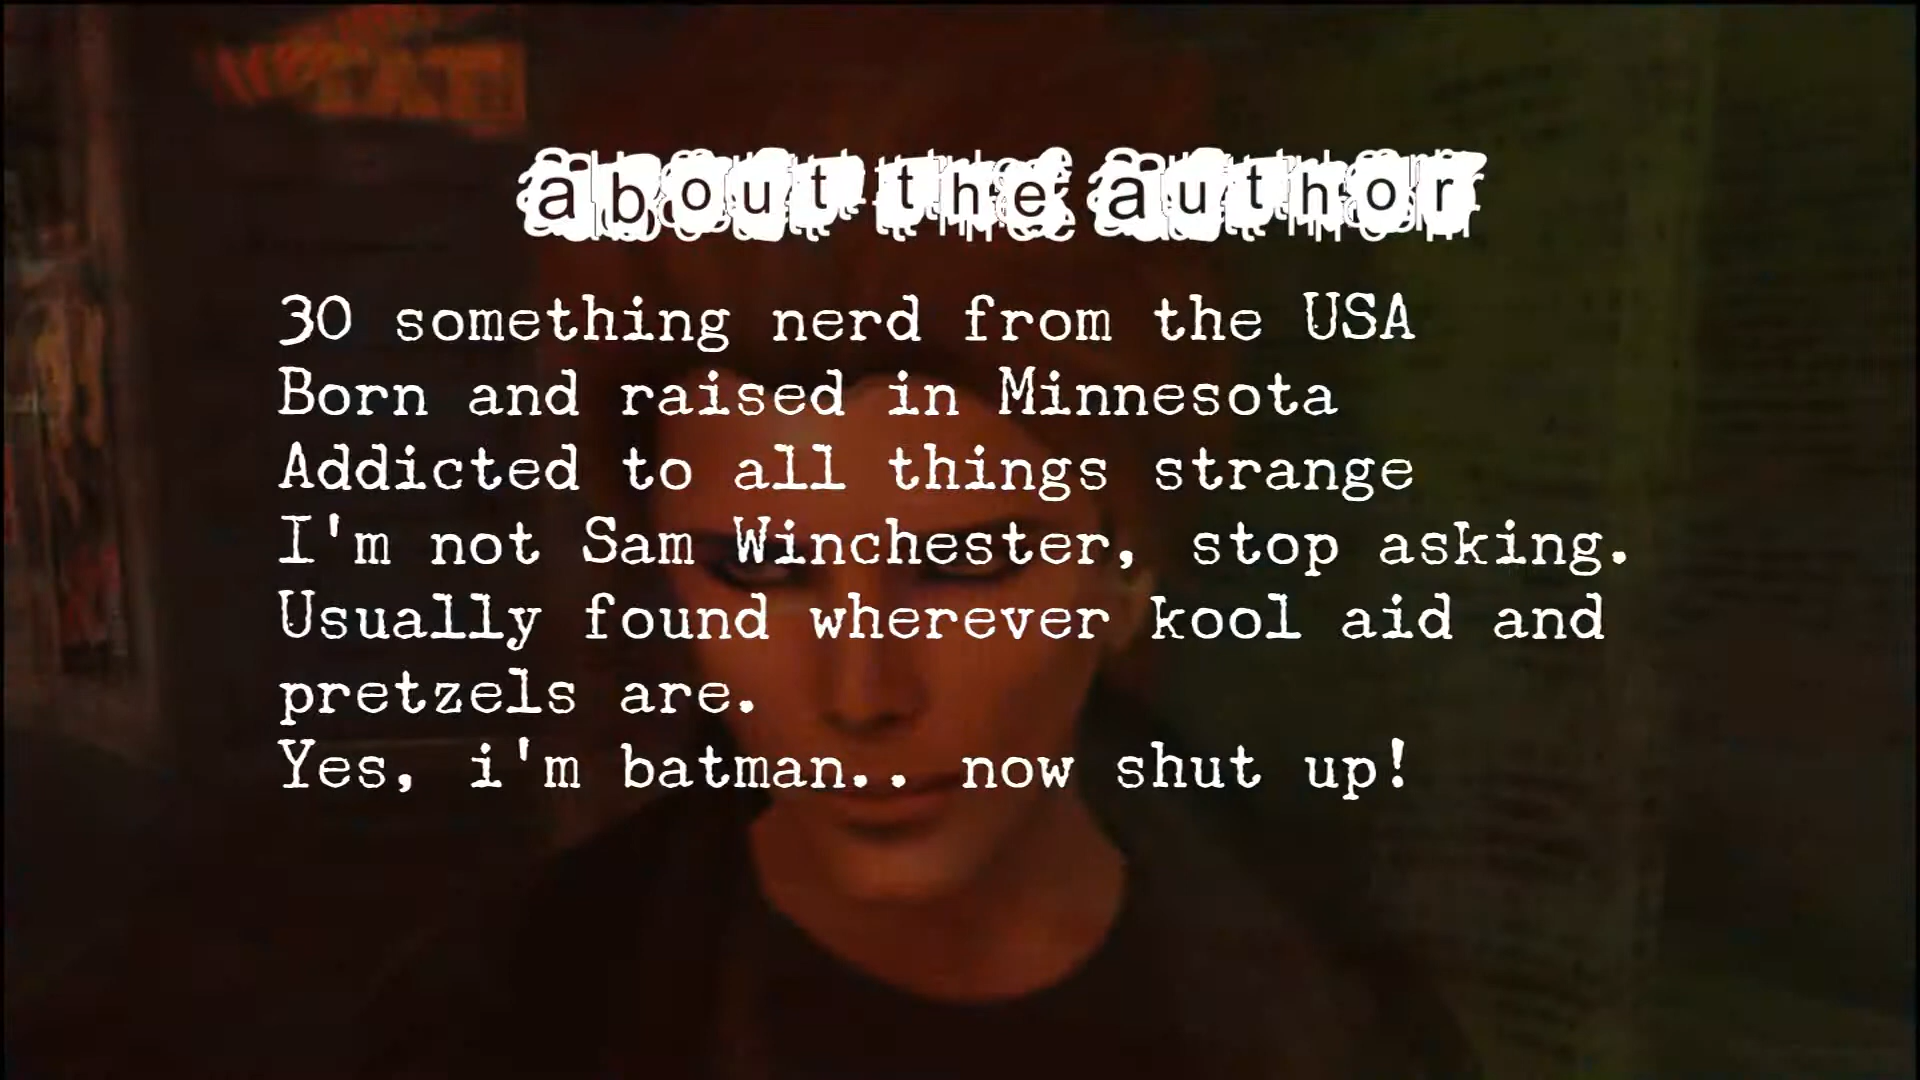 about the author
30 something nerd from the USA
Born and raised in Minnesota
Addicted to all things strange
I'm not Sam Winchester, stop asking.
Usually found wherever kool aid and
pretzels are.
Yes, i'm batman.. now shut up!